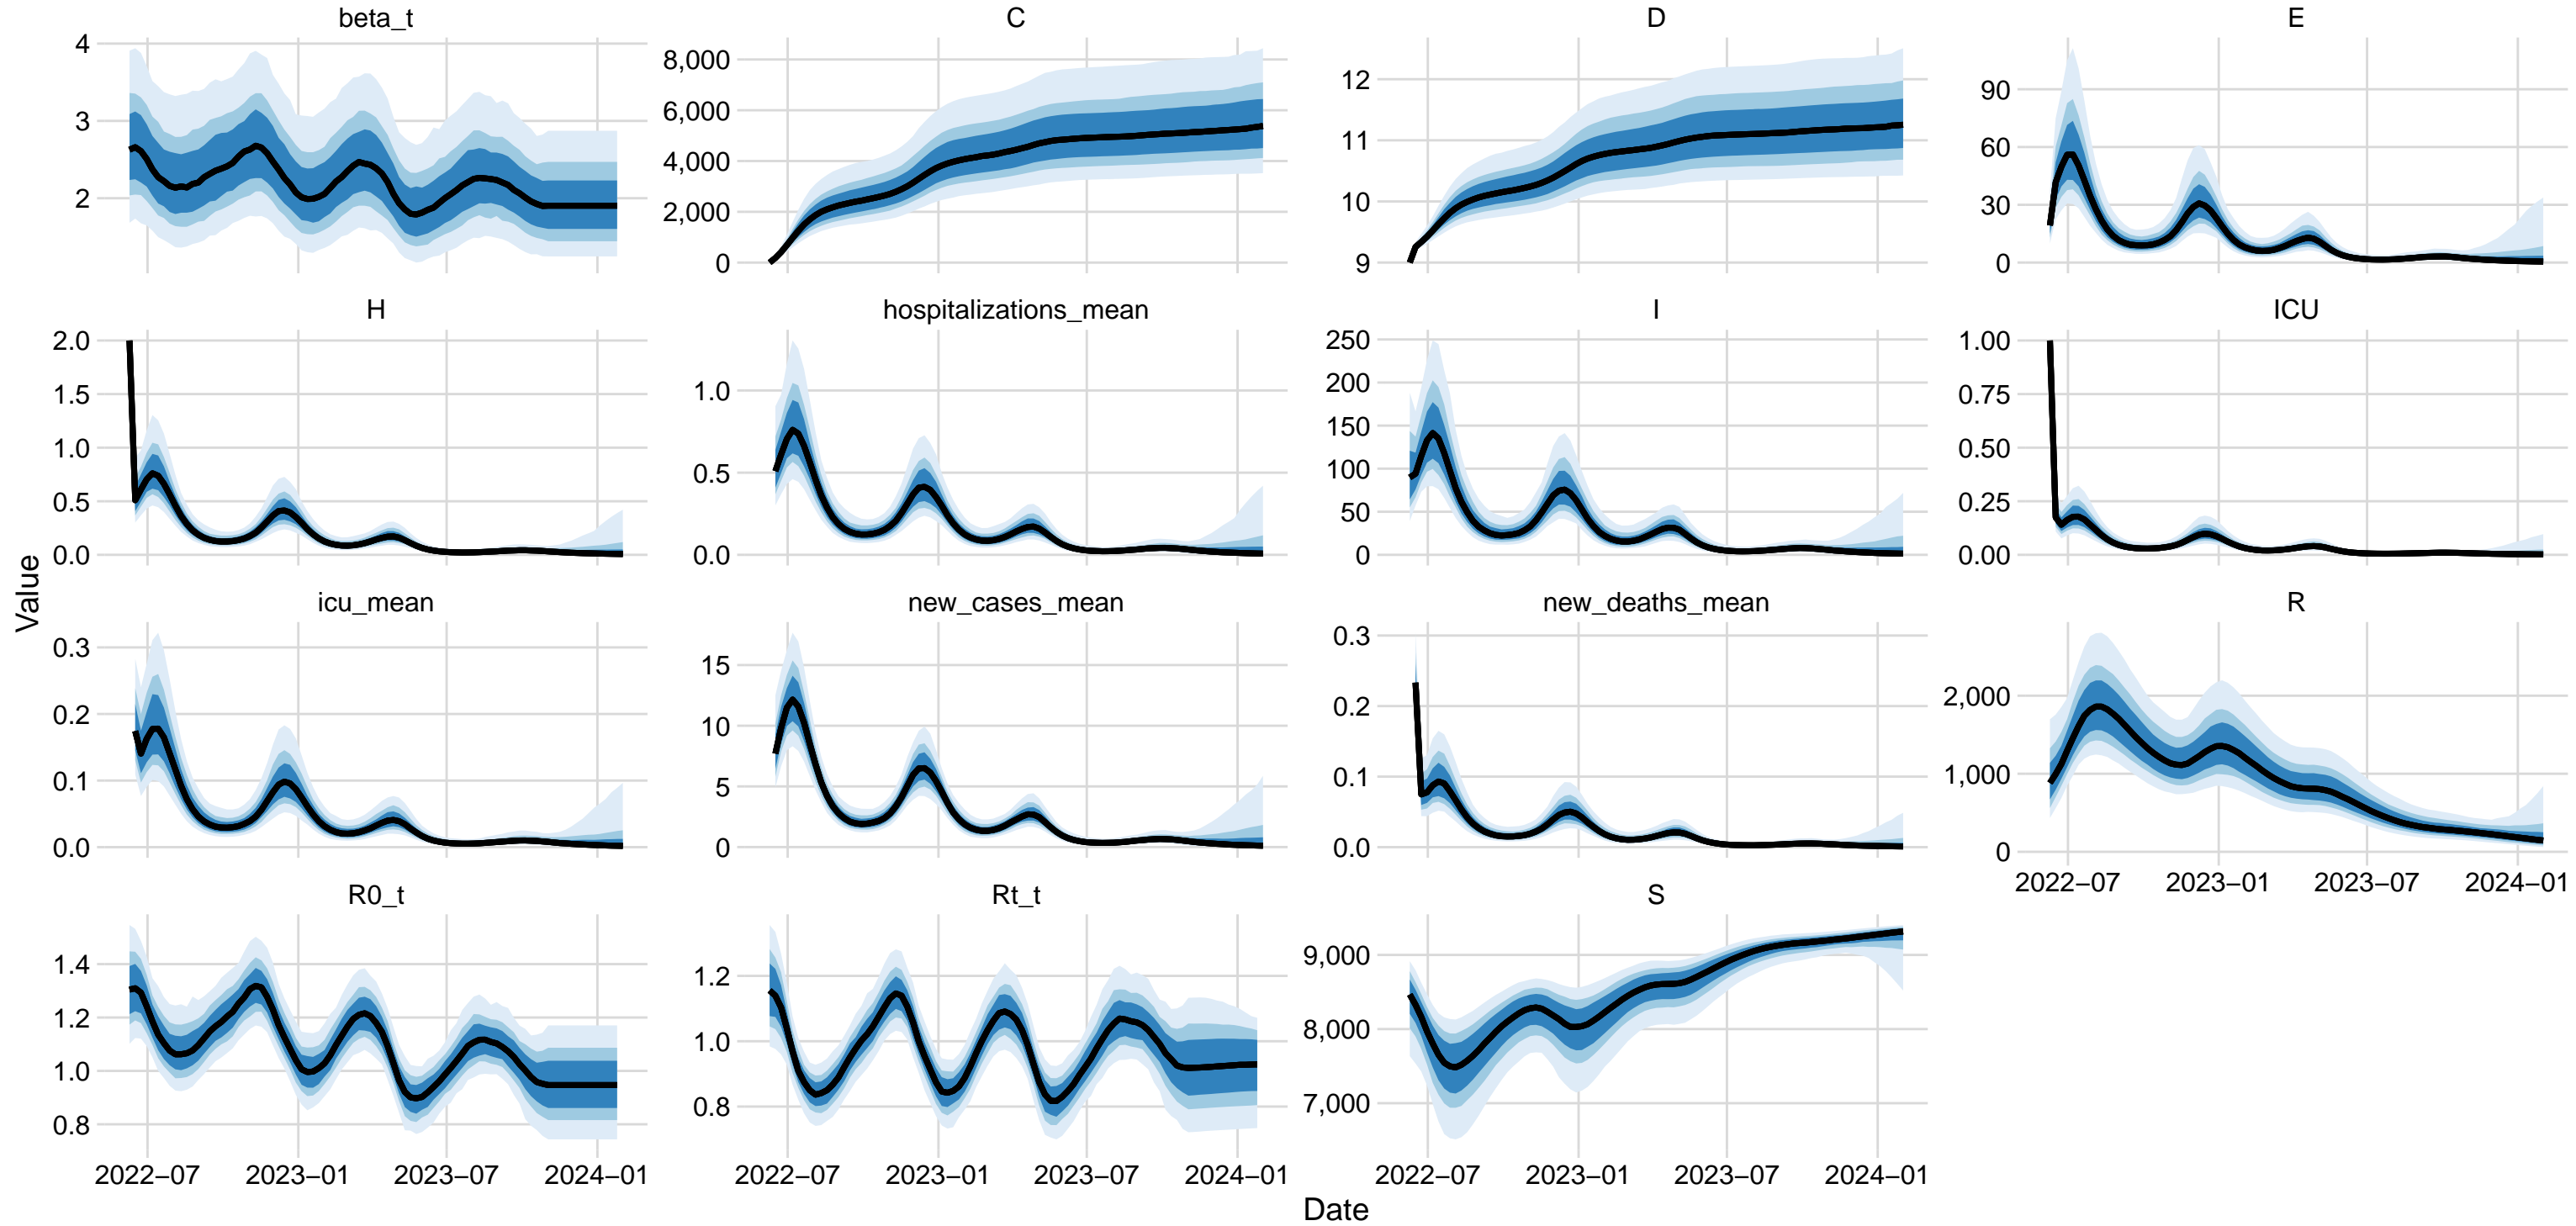 beta_t
C
D
E
4
3
2
8,000
6,000
4,000
2,000
0
12
11
10
9
90
60
30
0
H
hospitalizations_mean
I
ICU
2.0
1.5
1.0
0.5
0.0
1.0
0.5
0.0
250
200
150
100
50
0
1.00
0.75
0.50
0.25
0.00
Value
icu_mean
new_cases_mean
new_deaths_mean
R
0.3
0.2
0.1
0.0
15
10
5
0
0.3
0.2
0.1
0.0
2,000
1,000
0
2022−07 2023−01 2023−07 2024−01
R0_t
Rt_t
S
1.4
1.2
1.0
0.8
1.2
1.0
0.8
9,000
8,000
7,000
2022−07 2023−01 2023−07 2024−01
2022−07 2023−01 2023−07 2024−01
2022−07 2023−01 2023−07 2024−01
Date